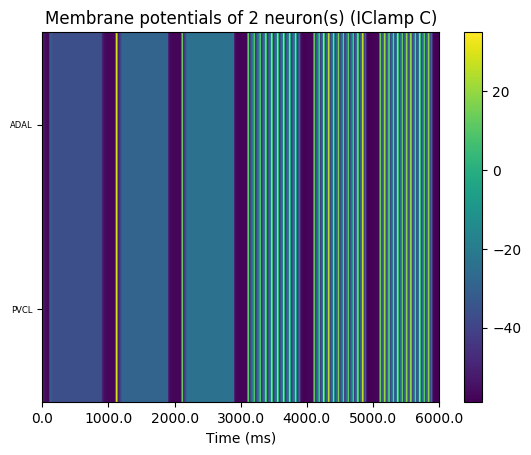 Membrane potentials of 2 neuron(s) (IClamp C)
ADAL
PVCL
0.0 1000.0 2000.0 3000.0 4000.0 5000.0 6000.0
Time (ms)
20
0
−20
−40